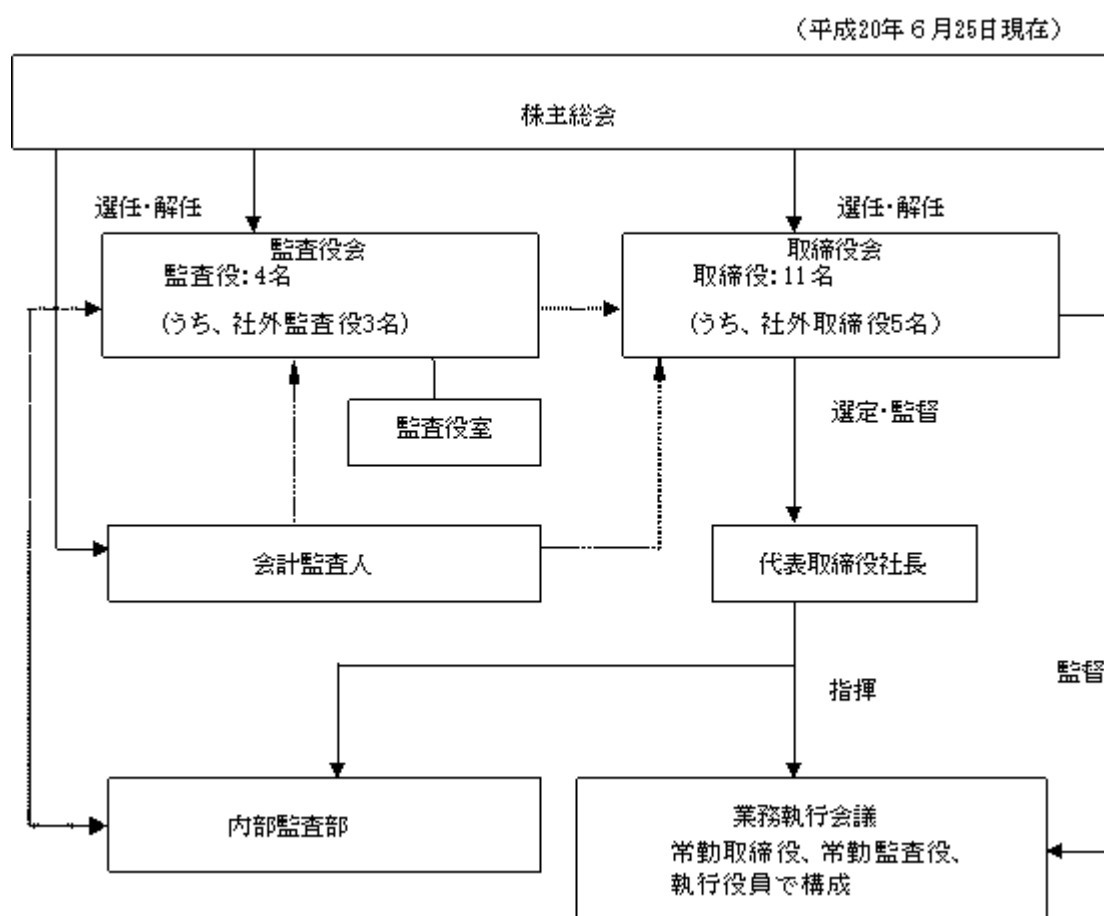 （平成20年６月25日現在）
株主総会
選任・解任
選任・解任
監査役会
監査役：4名
(うち、社外監査役3名)
取締役会
取締役：11名
(うち、社外取締役5名）
監査役室
選定・監督
会計監査人
代表取締役社長
指揮
監督
内部監査部
業務執行会議
常勤取締役、常勤監査役、
執行役員で構成